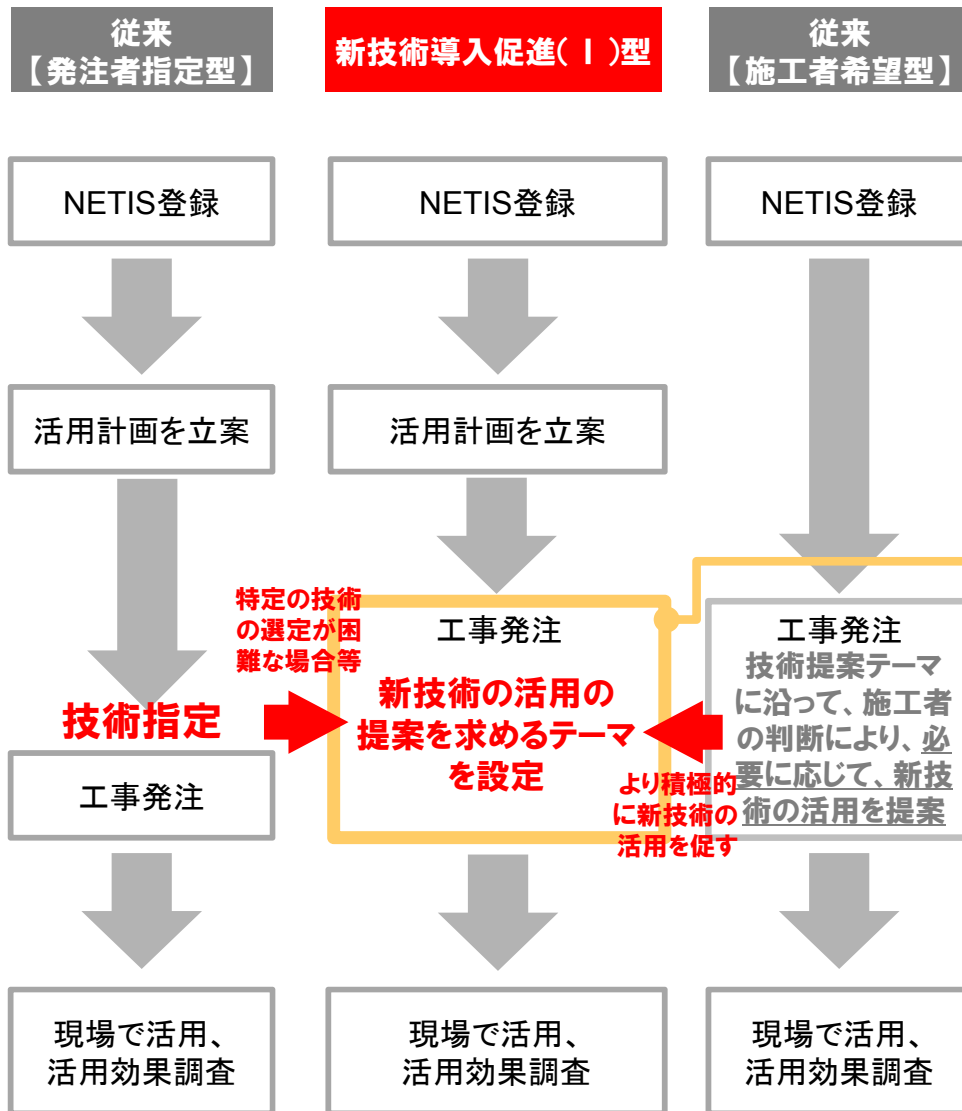 従来
【発注者指定型】
新技術導入促進(Ⅰ)型
従来
【施工者希望型】
NETIS登録
NETIS登録
NETIS登録
活用計画を立案
活用計画を立案
特定の技術
の選定が困
難な場合等
技術指定
工事発注
工事発注
新技術の活用の
提案を求めるテーマ
を設定
工事発注
技術提案テーマ
に沿って、施工者
の判断により、必
要に応じて、新技
術の活用を提案
より積極的
に新技術の
活用を促す
現場で活用、
活用効果調査
現場で活用、
活用効果調査
現場で活用、
活用効果調査